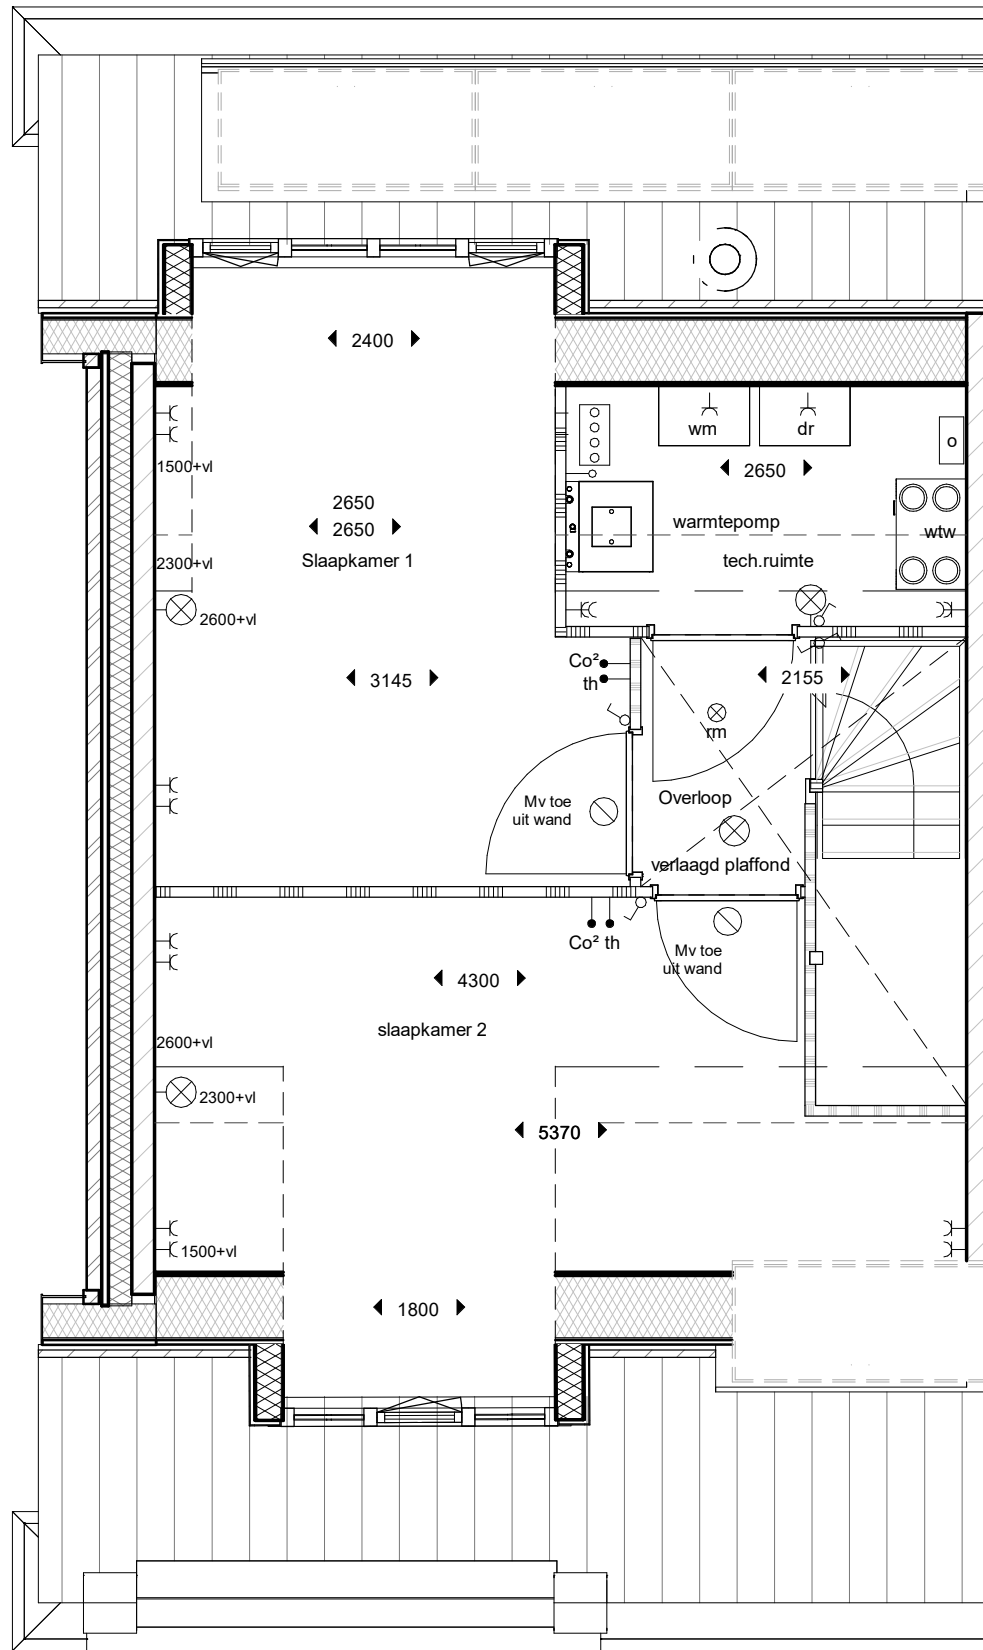 2400
wm
dr
1500+vl
2650
2650
2650
warmtepomp
wtw
Slaapkamer 1
tech.ruimte
2300+vl
2600+vl
Co²
th
3145
2155
rm
Mv toe
uit wand
Overloop
verlaagd plaffond
Co² th
Mv toe
uit wand
4300
slaapkamer 2
2600+vl
2300+vl
5370
1500+vl
1800